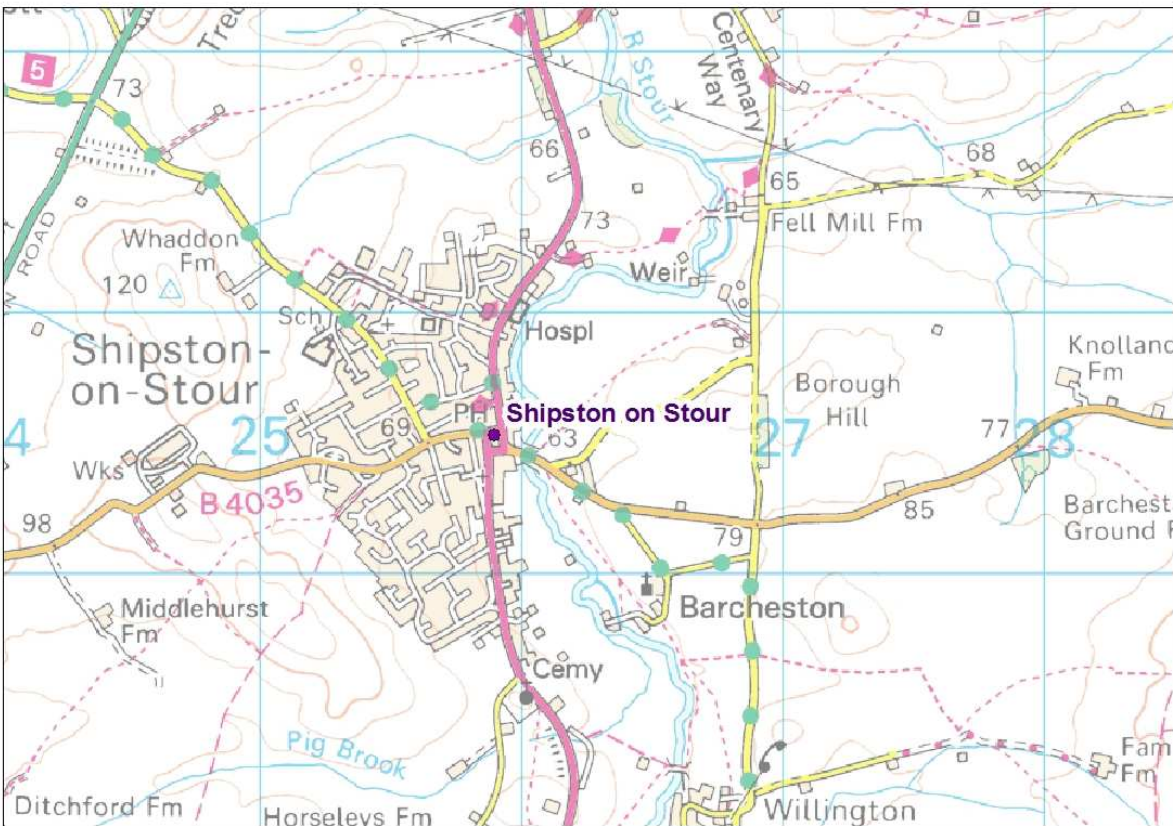 Tred
R Stour
Centenary
Way
5
73
66
68
65
73
Fell Mill Fm
Whaddon
Fm
120
ROAD
Weir
Sch
Hospl
Shipston-
on-Stour
Knolland
Fm
Borough
Hill
PH
Shipston on Stour
4
25
69
63
27
77
28
Wks
B 4035
98
85
79
Barchest
Ground
Middlehurst
Fm
Barcheston
Cemy
Pig Brook
Fam
Fm
Ditchford Fm
Horseleys Fm
Willington